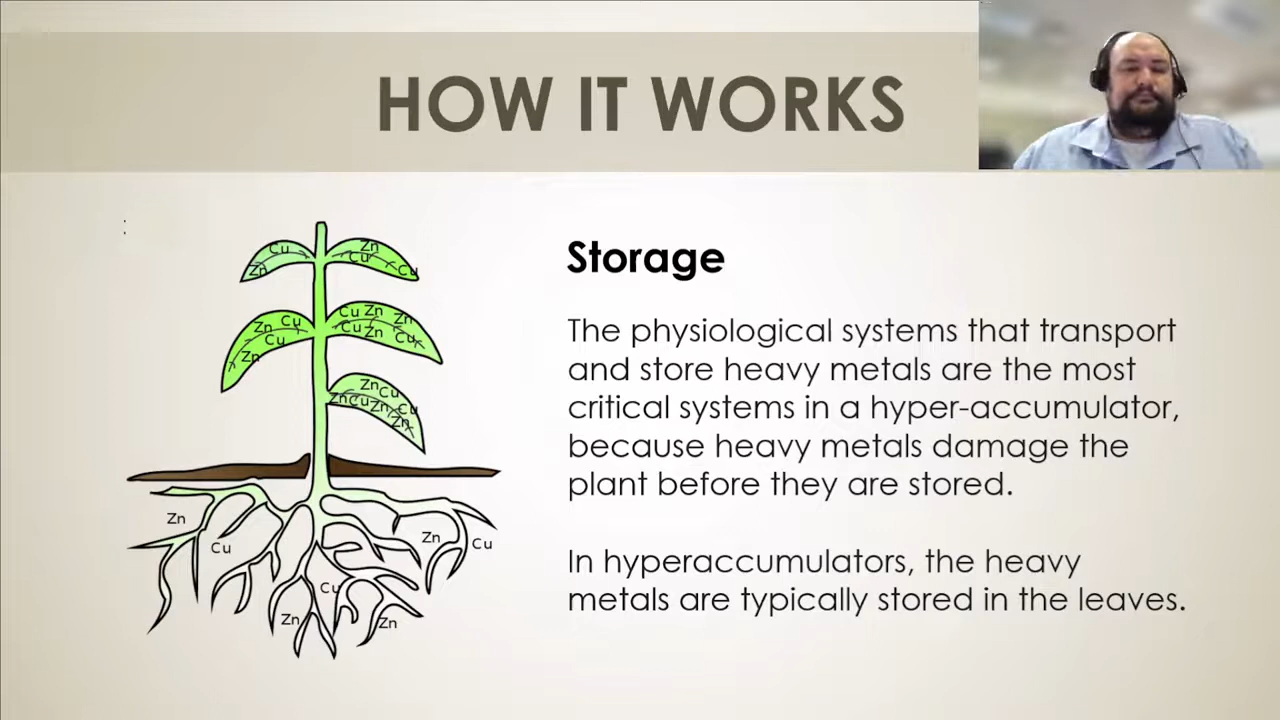 HOW IT WORKS
:
Storage
The physiological systems that transport
and store heavy metals are the most
critical systems in a hyper-accumulator,
because heavy metals damage the
plant before they are stored.
In hyperaccumulators, the heavy
metals are typically stored in the leaves.
Cu
Zn
Zn
Cu
Cu
Zn
Cu
Cu
Zn
Cu
Zn
Zn
Cu
Zn
Cu
Zn
Cu
Zn
Cu
Zn
Cu
Zn
Zn
Cu
Zn
Cu
Cu
Zn
Zn